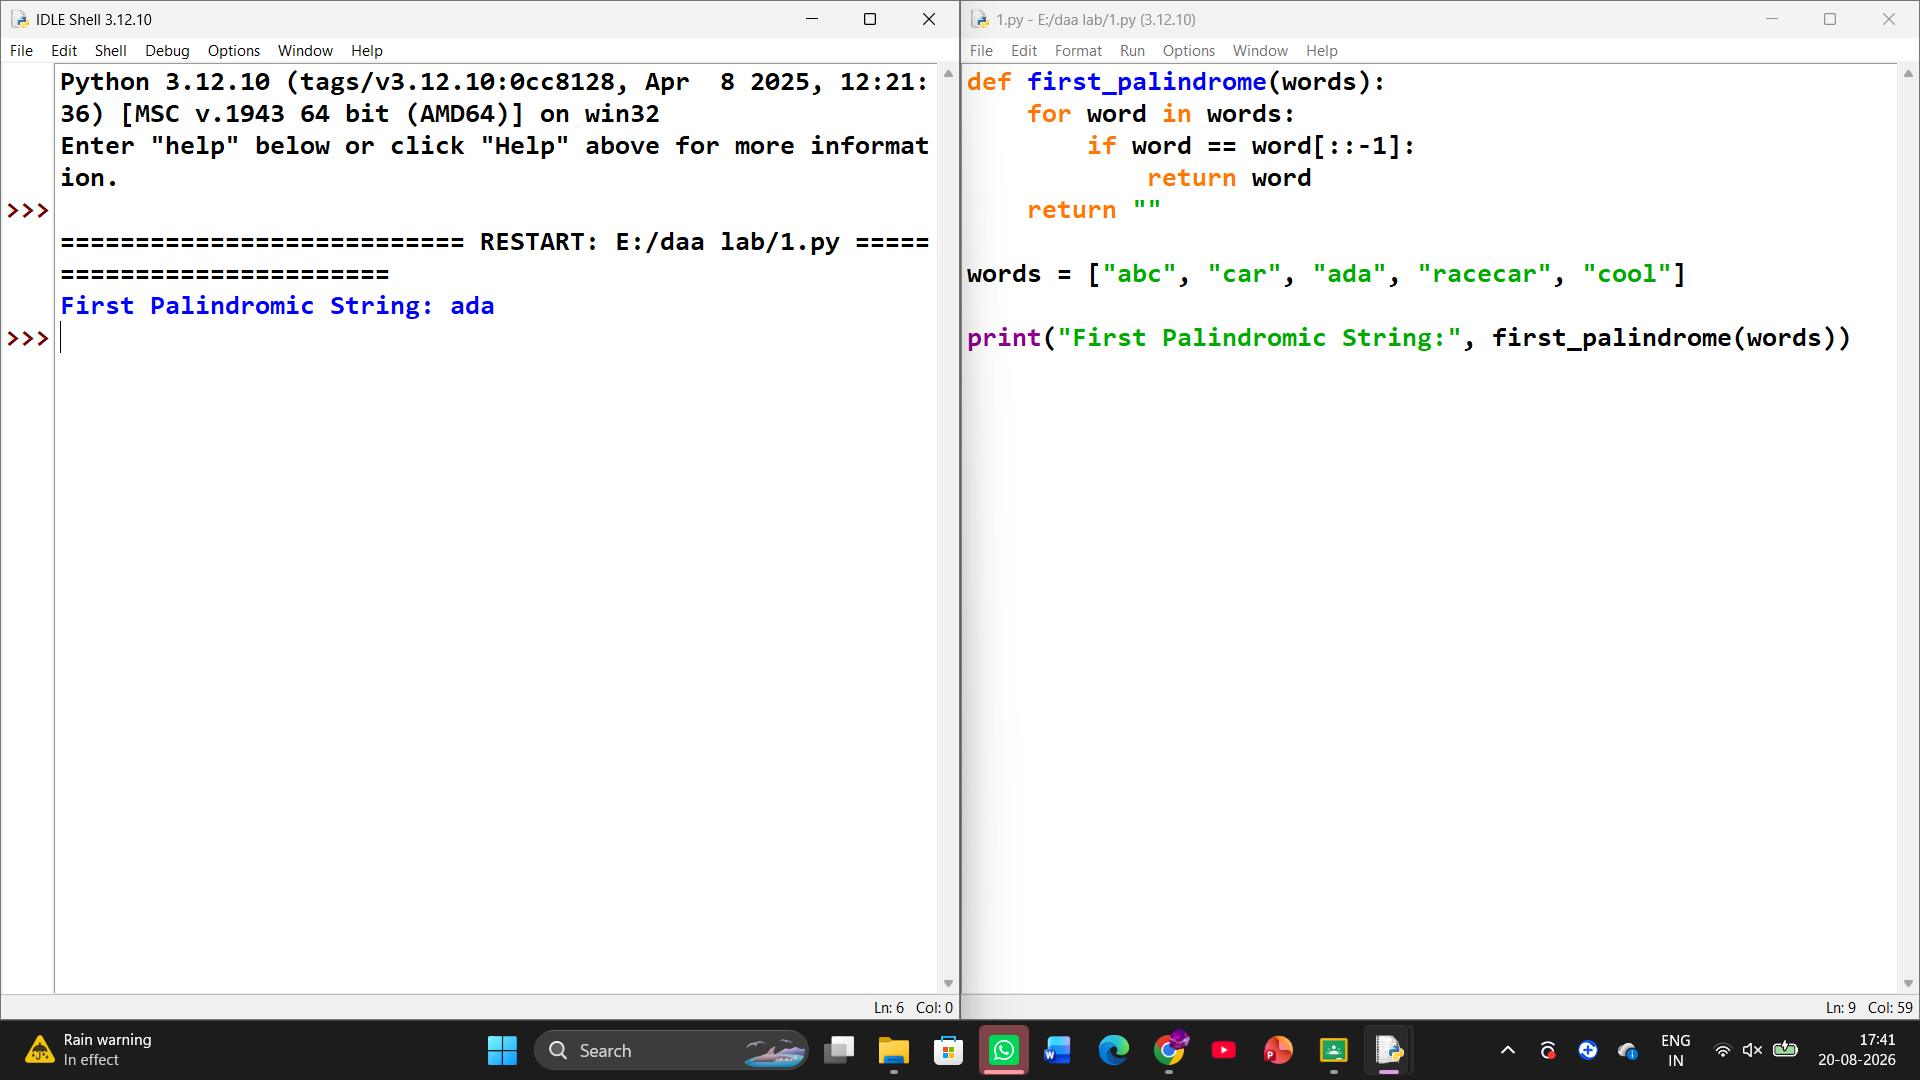 IDLE Shell 3.12.10
File Edit Shell Debug Options Window Help
Python 3.12.10 (tags/v3.12.10:0cc8128, Apr  8 2025, 12:21:
36) [MSC v.1943 64 bit (AMD64)] on win32
Enter "help" below or click "Help" above for more informat
ion.
>>>
=========================== RESTART: E:/daa lab/1.py =====
======================
First Palindromic String: ada
>>>
Ln: 6 Col: 0
1.py - E:/daa lab/1.py (3.12.10)
File Edit Format Run Options Window Help
def first_palindrome(words):
    for word in words:
        if word == word[::-1]:
            return word
    return ""
words = ["abc", "car", "ada", "racecar", "cool"]
print("First Palindromic String:", first_palindrome(words))
Ln: 9 Col: 59
Rain warning
In effect
Search
ENG
IN
17:41
20-08-2026